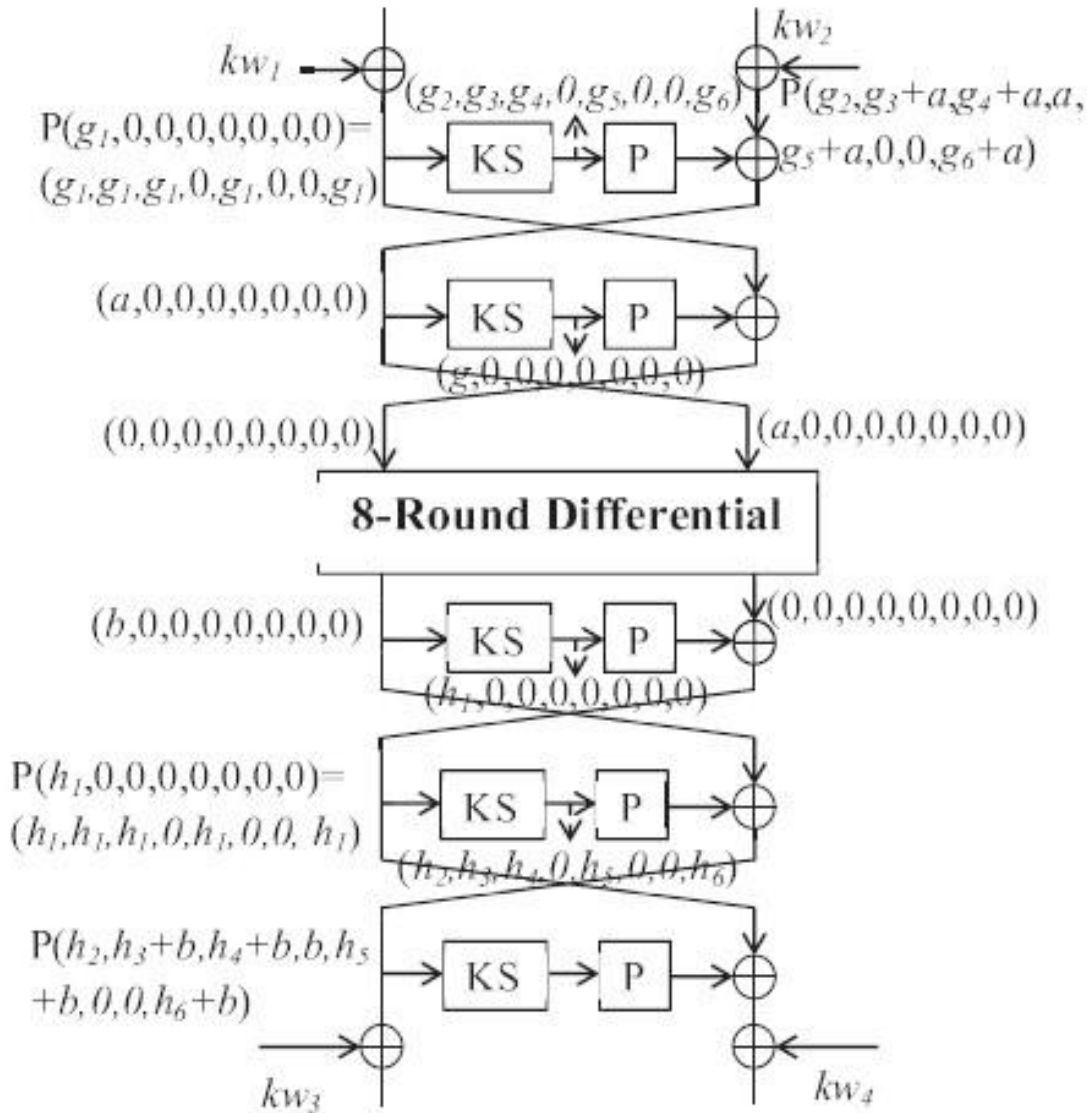 kw₁
kw₂
(g₂,g₃,g₄,0,g₅,0,0,g₆)
P(g₁,0,0,0,0,0,0,0)=
(g₁,g₁,g₁,0,g₁,0,0,g₁)
KS
P
P(g₂,g₃+a,g₄+a,a,
g₅+a,0,0,g₆+a)
(a,0,0,0,0,0,0,0)
KS
P
(g,0,0,0,0,0,0,0)
(0,0,0,0,0,0,0,0)
(a,0,0,0,0,0,0,0)
8-Round Differential
(b,0,0,0,0,0,0,0)
KS
P
(0,0,0,0,0,0,0,0)
(h₁,0,0,0,0,0,0,0)
P(h₁,0,0,0,0,0,0,0)=
(h₁,h₁,h₁,0,h₁,0,0, h₁)
KS
P
(h₂,h₃,h₄,0,h₅,0,0,h₆)
P(h₂,h₃+b,h₄+b,b,h₅
+b,0,0,h₆+b)
KS
P
kw₃
kw₄